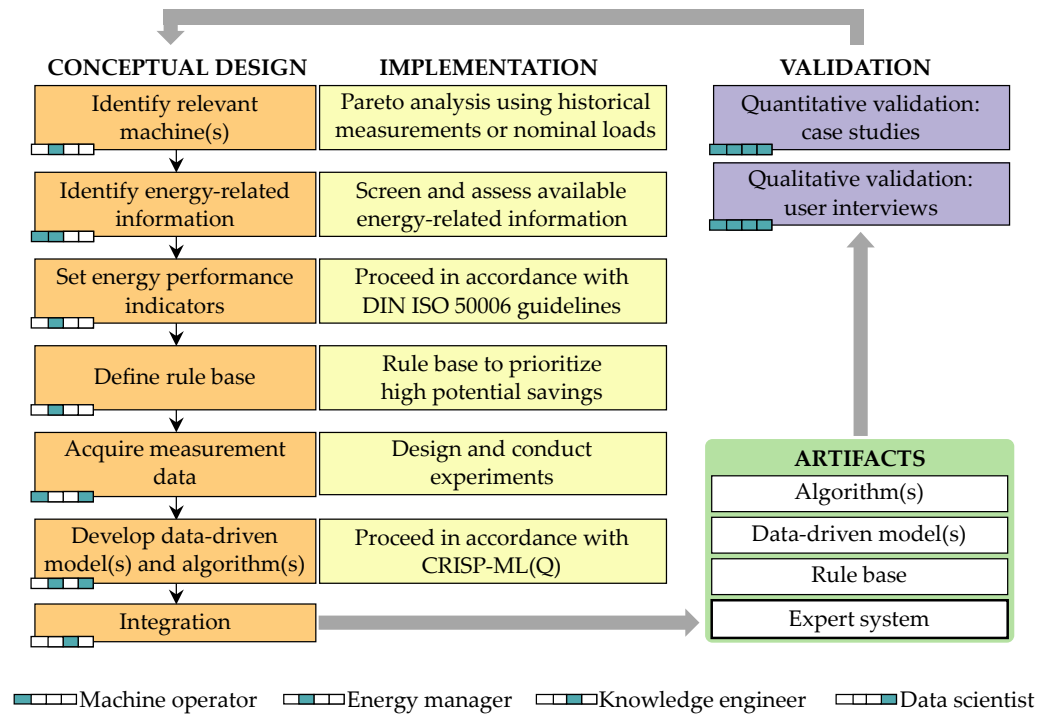 CONCEPTUAL DESIGN
IMPLEMENTATION
VALIDATION
Identify relevant
machine(s)
Pareto analysis using historical
measurements or nominal loads
Quantitative validation:
case studies
Identify energy-related
information
Screen and assess available
energy-related information
Qualitative validation:
user interviews
Set energy performance
indicators
Proceed in accordance with
DIN ISO 50006 guidelines
Define rule base
Rule base to prioritize
high potential savings
Acquire measurement
data
Design and conduct
experiments
Develop data-driven
model(s) and algorithm(s)
Proceed in accordance with
CRISP-ML(Q)
Integration
ARTIFACTS
Algorithm(s)
Data-driven model(s)
Rule base
Expert system
Machine operator
Energy manager
Knowledge engineer
Data scientist